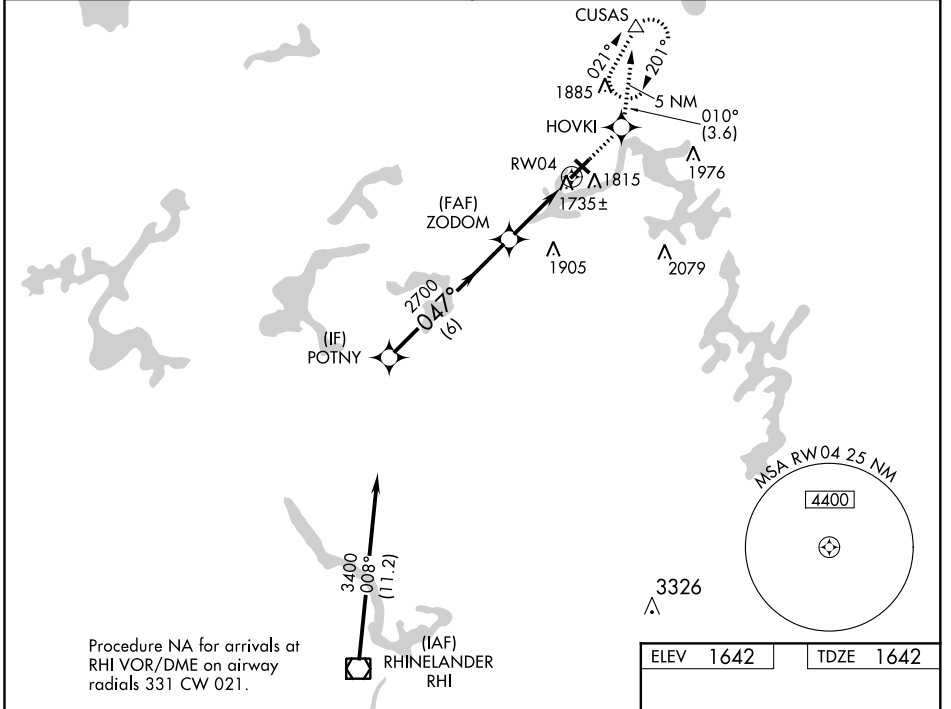 CUSAS
021°
201°
1885
5 NM
HOVKI
010°
(3.6)
RW04
1976
1815
1735±
(FAF)
ZODOM
1905
2079
2700
047°
(6)
(IF)
POTNY
MSA RW04 25 NM
4400
3400
008°
(11.2)
3326
(IAF)
RHINELANDER
RHI
Procedure NA for arrivals at
RHI VOR/DME on airway
radials 331 CW 021.
ELEV 1642
TDZE 1642